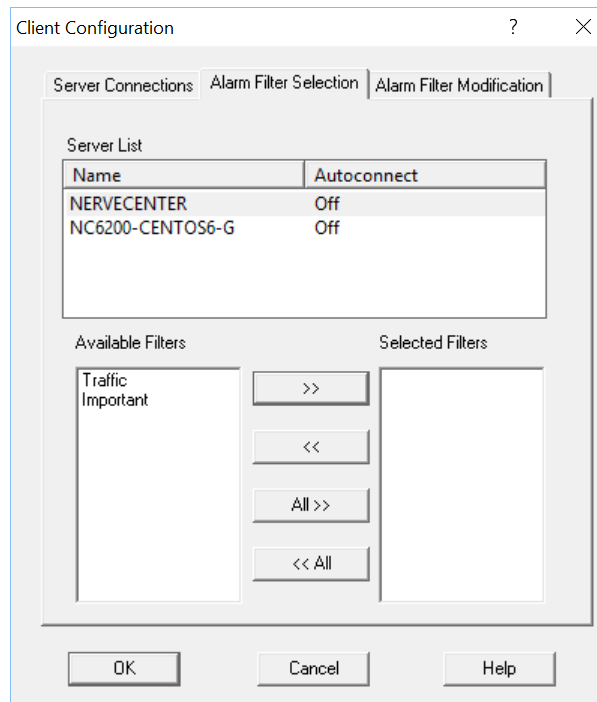 Client Configuration ?
Server Connections Alarm Filter Selection Alarm Filter Modification
Server List
Name Autoconnect
NERVECENTER Off
NC6200-CENTOS6-G Off
Available Filters Selected Filters
Traffic
Important
>>
<<
All >>
<< All
OK Cancel Help